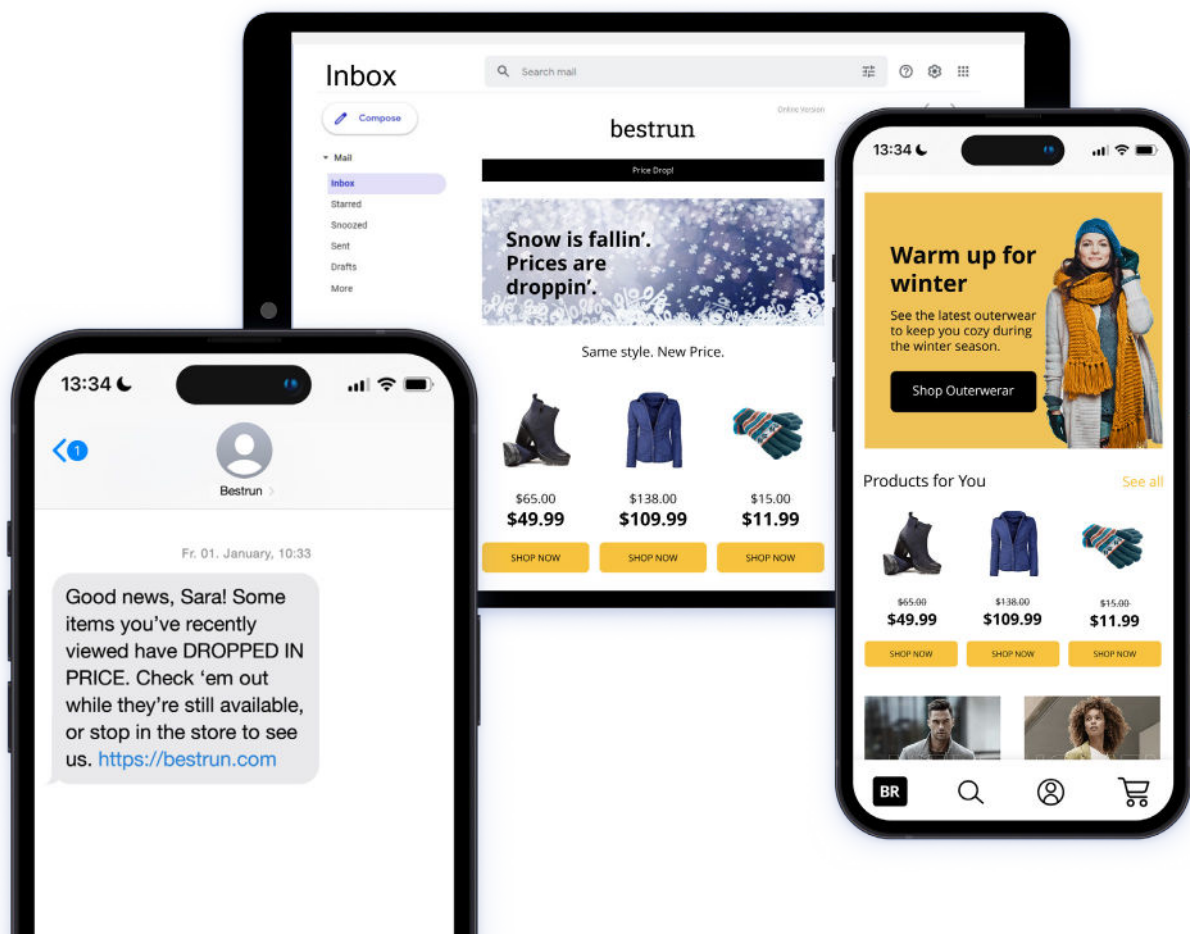 Inbox
Search mail
Compose
Mail
Inbox
Starred
Snoozed
Sent
Drafts
More
Online Version
bestrun
Price Drop!
Snow is fallin’.
Prices are
droppin’.
Same style. New Price.
$65.00 $138.00 $15.00
$49.99 $109.99 $11.99
SHOP NOW SHOP NOW SHOP NOW
13:34
1
Bestrun
Fr. 01. January, 10:33
Good news, Sara! Some
items you’ve recently
viewed have DROPPED IN
PRICE. Check ‘em out
while they’re still available,
or stop in the store to see
us. https://bestrun.com
13:34
Warm up for
winter
See the latest outerwear
to keep you cozy during
the winter season.
Shop Outerwerar
Products for You See all
$65.00 $138.00 $15.00
$49.99 $109.99 $11.99
SHOP NOW SHOP NOW SHOP NOW
BR